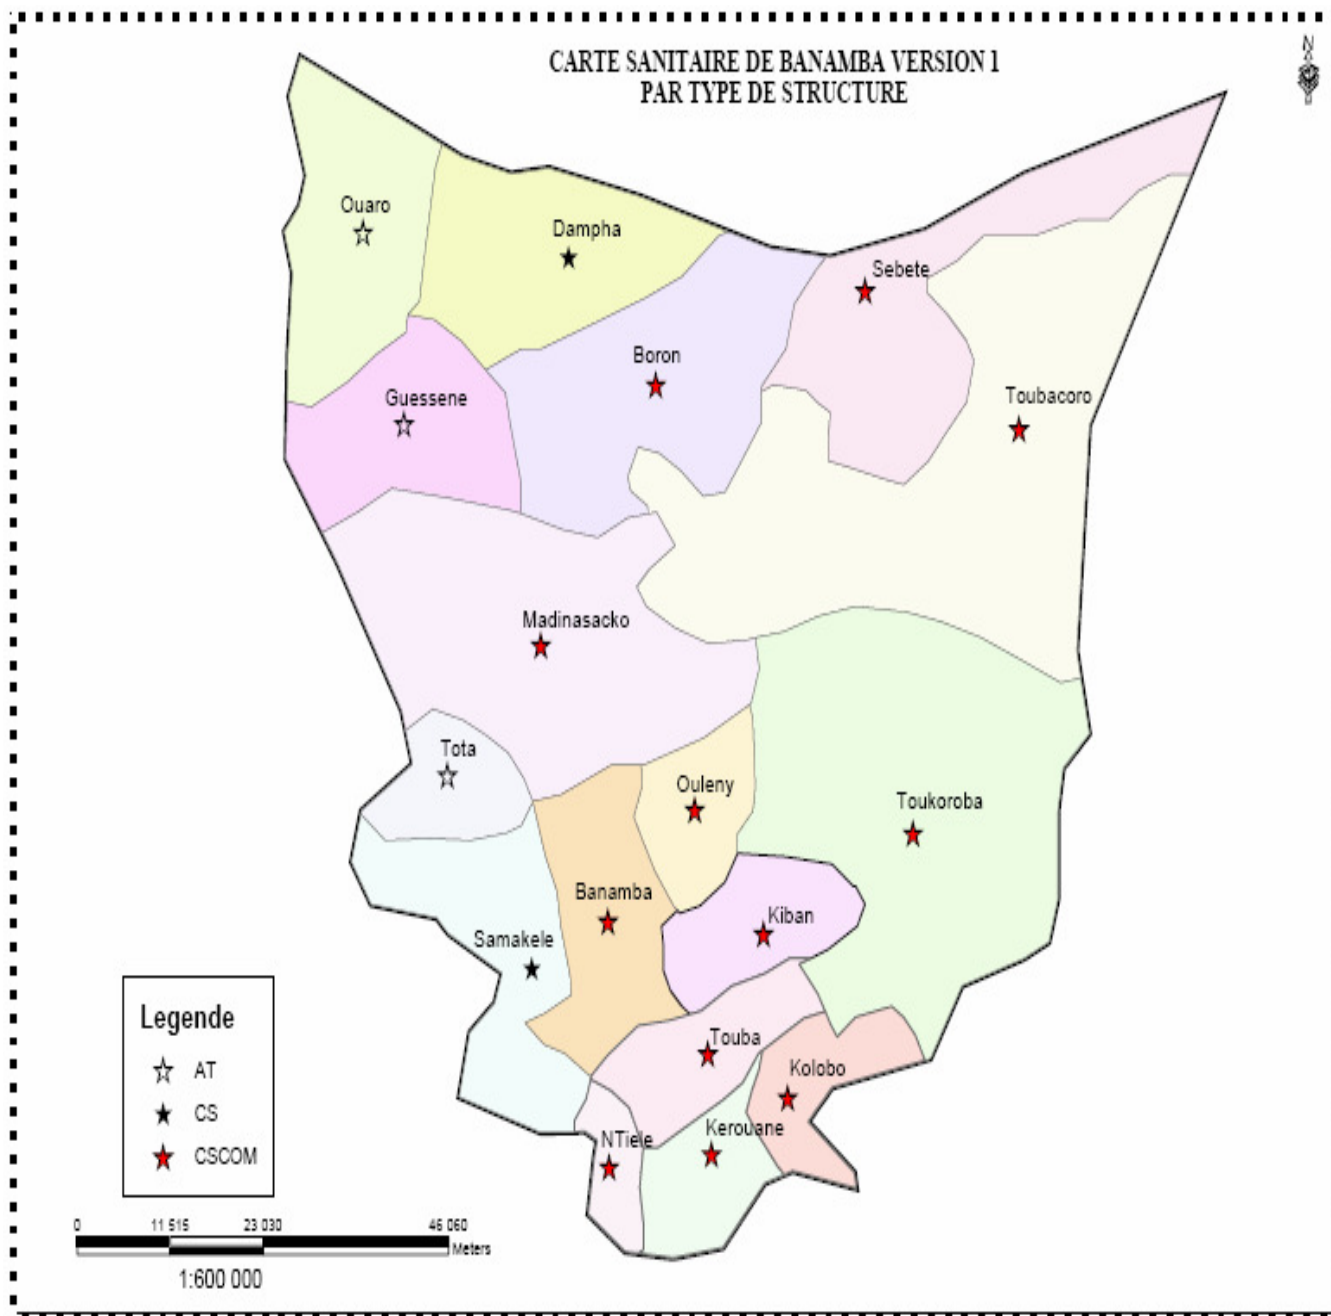 CARTE SANITAIRE DE BANAMBA VERSION 1
PAR TYPE DE STRUCTURE
N
Ouaro
Dampha
Sebete
Boron
Guessene
Toubacoro
Madinasacko
Tota
Ouleny
Toukoroba
Banamba
Kiban
Samakele
Touba
Kolobo
NTiele
Kerouane
Legende
AT
CS
CSCOM
0 11 515 23 030 46 060
Meters
1:600 000